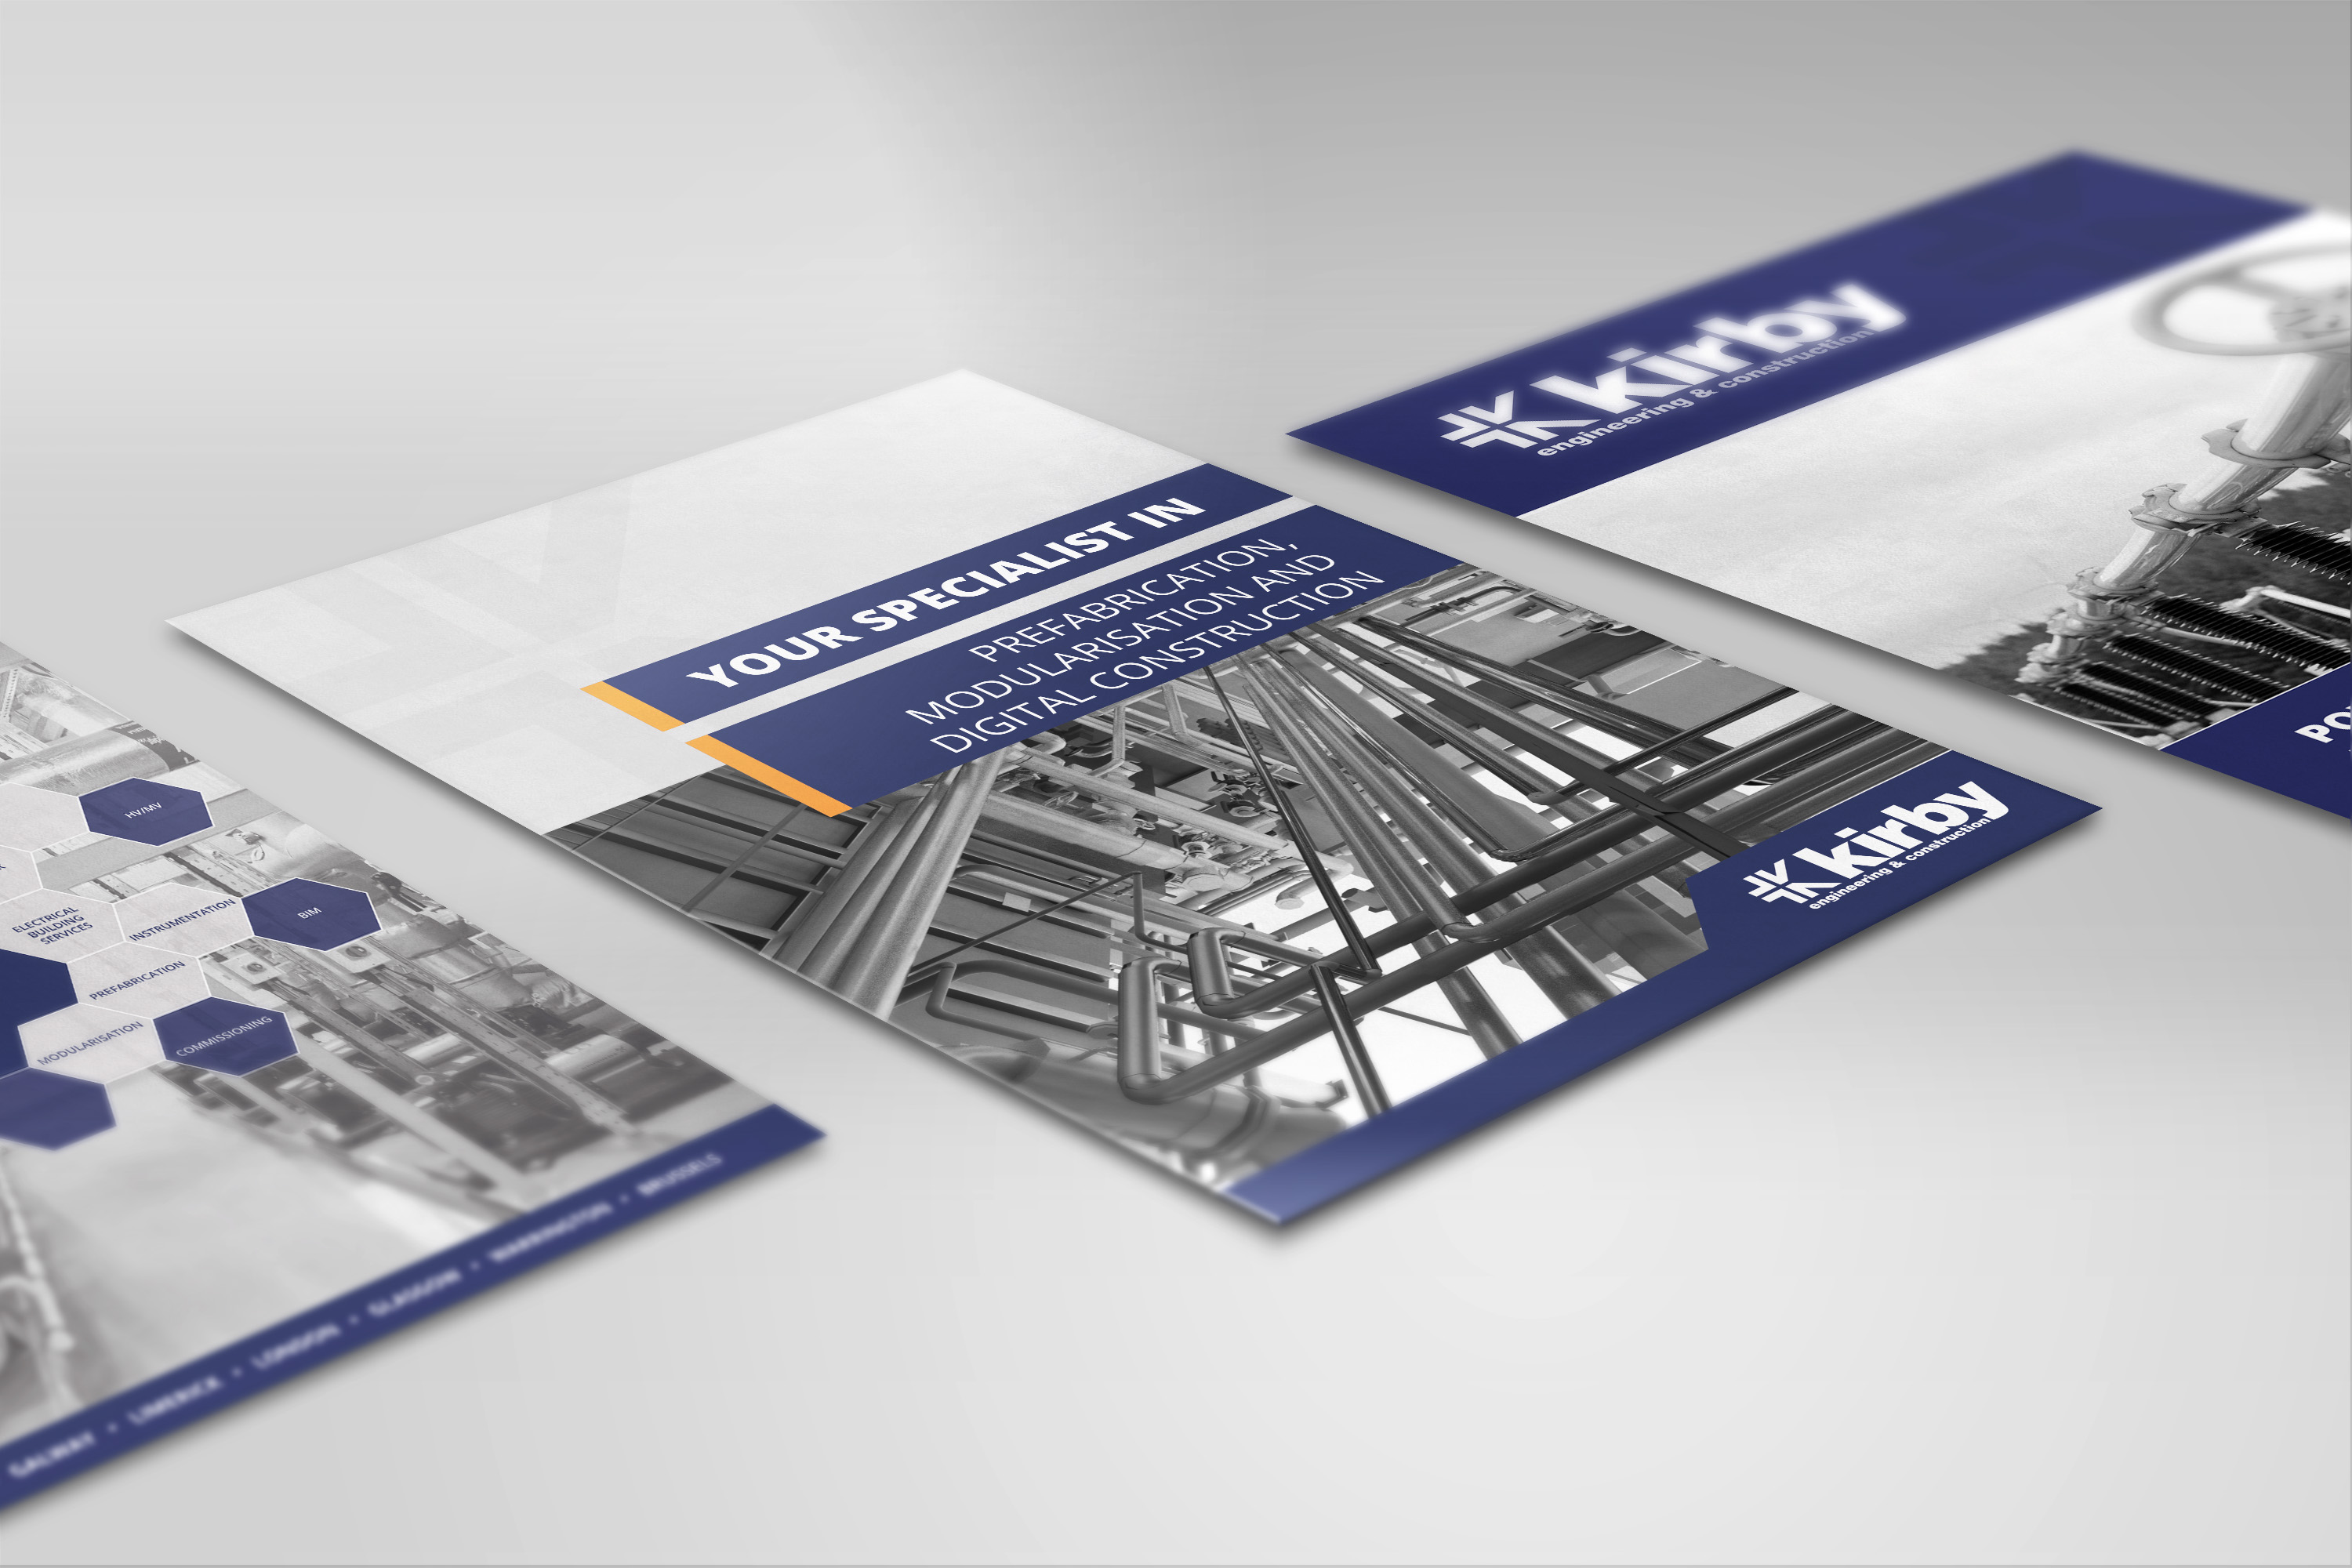 HV/MV
ELECTRICAL
BUILDING
SERVICES
INSTRUMENTATION
BIM
PREFABRICATION
MODULARISATION
COMMISSIONING
GALWAY • LIMERICK • LONDON • GLASGOW • WARRINGTON • BRUSSELS
YOUR SPECIALIST IN
PREFABRICATION,
MODULARISATION AND
DIGITAL CONSTRUCTION
kirby
engineering & construction
kirby
engineering & construction